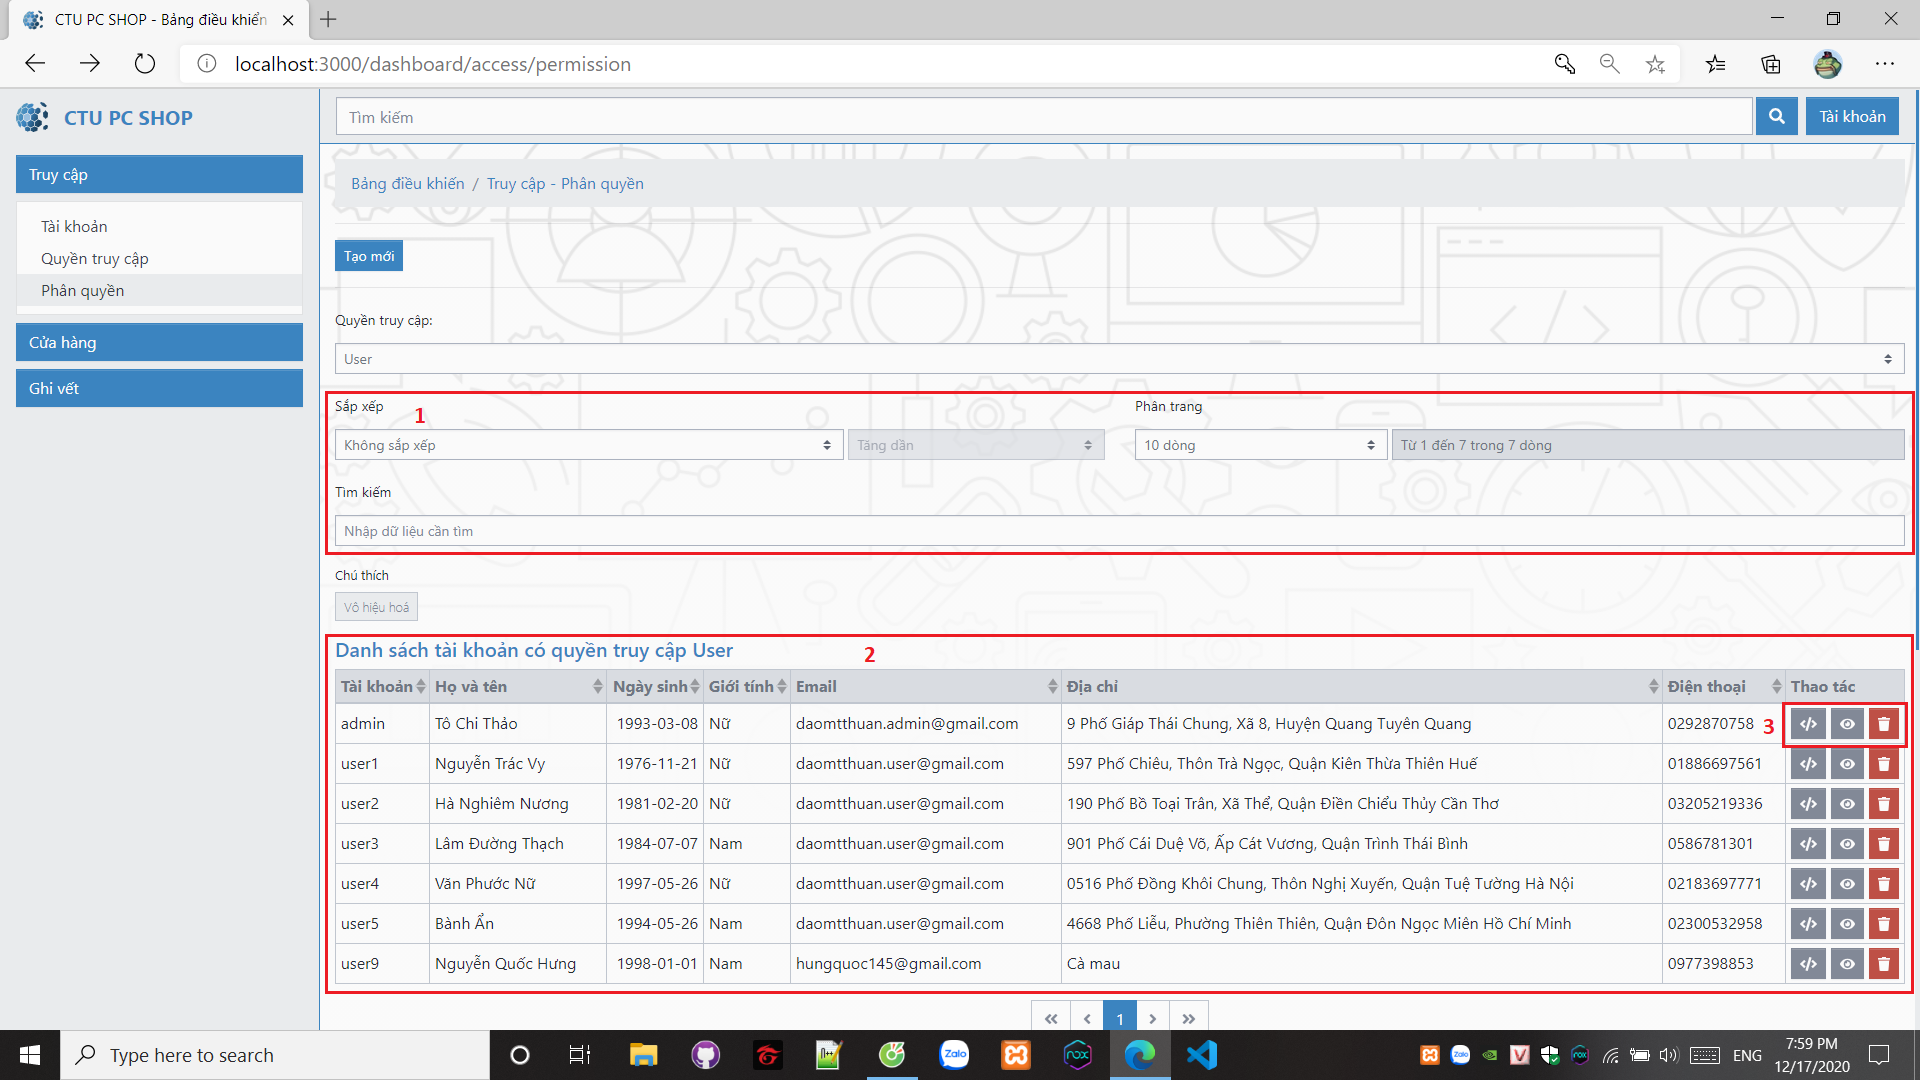 CTU PC SHOP - Bảng điều khiển
localhost:3000/dashboard/access/permission
CTU PC SHOP
Tìm kiếm
Tài khoản
Truy cập
Tài khoản
Quyền truy cập
Phân quyền
Cửa hàng
Ghi vết
Bảng điều khiển / Truy cập - Phân quyền
Tạo mới
Quyền truy cập:
User
Sắp xếp
1
Phân trang
Không sắp xếp
Tăng dần
10 dòng
Từ 1 đến 7 trong 7 dòng
Tìm kiếm
Nhập dữ liệu cần tìm
Chú thích
Vô hiệu hoá
Danh sách tài khoản có quyền truy cập User
2
Tài khoản Họ và tên Ngày sinh Giới tính Email Địa chỉ Điện thoại Thao tác
admin Tô Chi Thảo 1993-03-08 Nữ daomtthuan.admin@gmail.com 9 Phố Giáp Thái Chung, Xã 8, Huyện Quang Tuyên Quang 0292870758 3
user1 Nguyễn Trác Vy 1976-11-21 Nữ daomtthuan.user@gmail.com 597 Phố Chiêu, Thôn Trà Ngọc, Quận Kiên Thừa Thiên Huế 01886697561
user2 Hà Nghiêm Nương 1981-02-20 Nữ daomtthuan.user@gmail.com 190 Phố Bồ Toại Trân, Xã Thể, Quận Điền Chiểu Thủy Cần Thơ 03205219336
user3 Lâm Đường Thạch 1984-07-07 Nam daomtthuan.user@gmail.com 901 Phố Cái Duệ Võ, Ấp Cát Vương, Quận Trình Thái Bình 0586781301
user4 Văn Phước Nữ 1997-05-26 Nữ daomtthuan.user@gmail.com 0516 Phố Đồng Khôi Chung, Thôn Nghị Xuyến, Quận Tuệ Tường Hà Nội 02183697771
user5 Bành Ẩn 1994-05-26 Nam daomtthuan.user@gmail.com 4668 Phố Liễu, Phường Thiên Thiên, Quận Đôn Ngọc Miên Hồ Chí Minh 02300532958
user9 Nguyễn Quốc Hưng 1998-01-01 Nam hungquoc145@gmail.com Cà mau 0977398853
« ‹ 1 › »
Type here to search
Zalo
nox
ENG
7:59 PM
12/17/2020